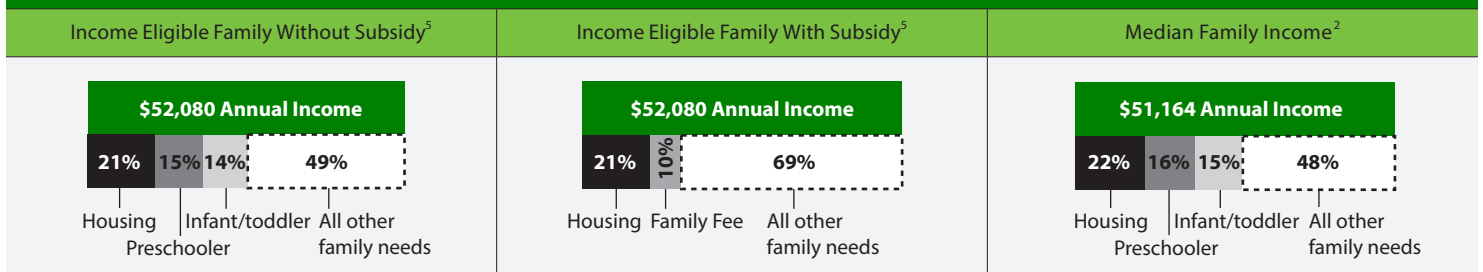 Income Eligible Family Without Subsidy⁵
$52,080 Annual Income
21% 15% 14% 49%
Housing Infant/toddler All other
Preschooler family needs
Income Eligible Family With Subsidy⁵
$52,080 Annual Income
21% 10% 69%
Housing Family Fee All other
family needs
Median Family Income²
$51,164 Annual Income
22% 16% 15% 48%
Housing Infant/toddler All other
Preschooler family needs